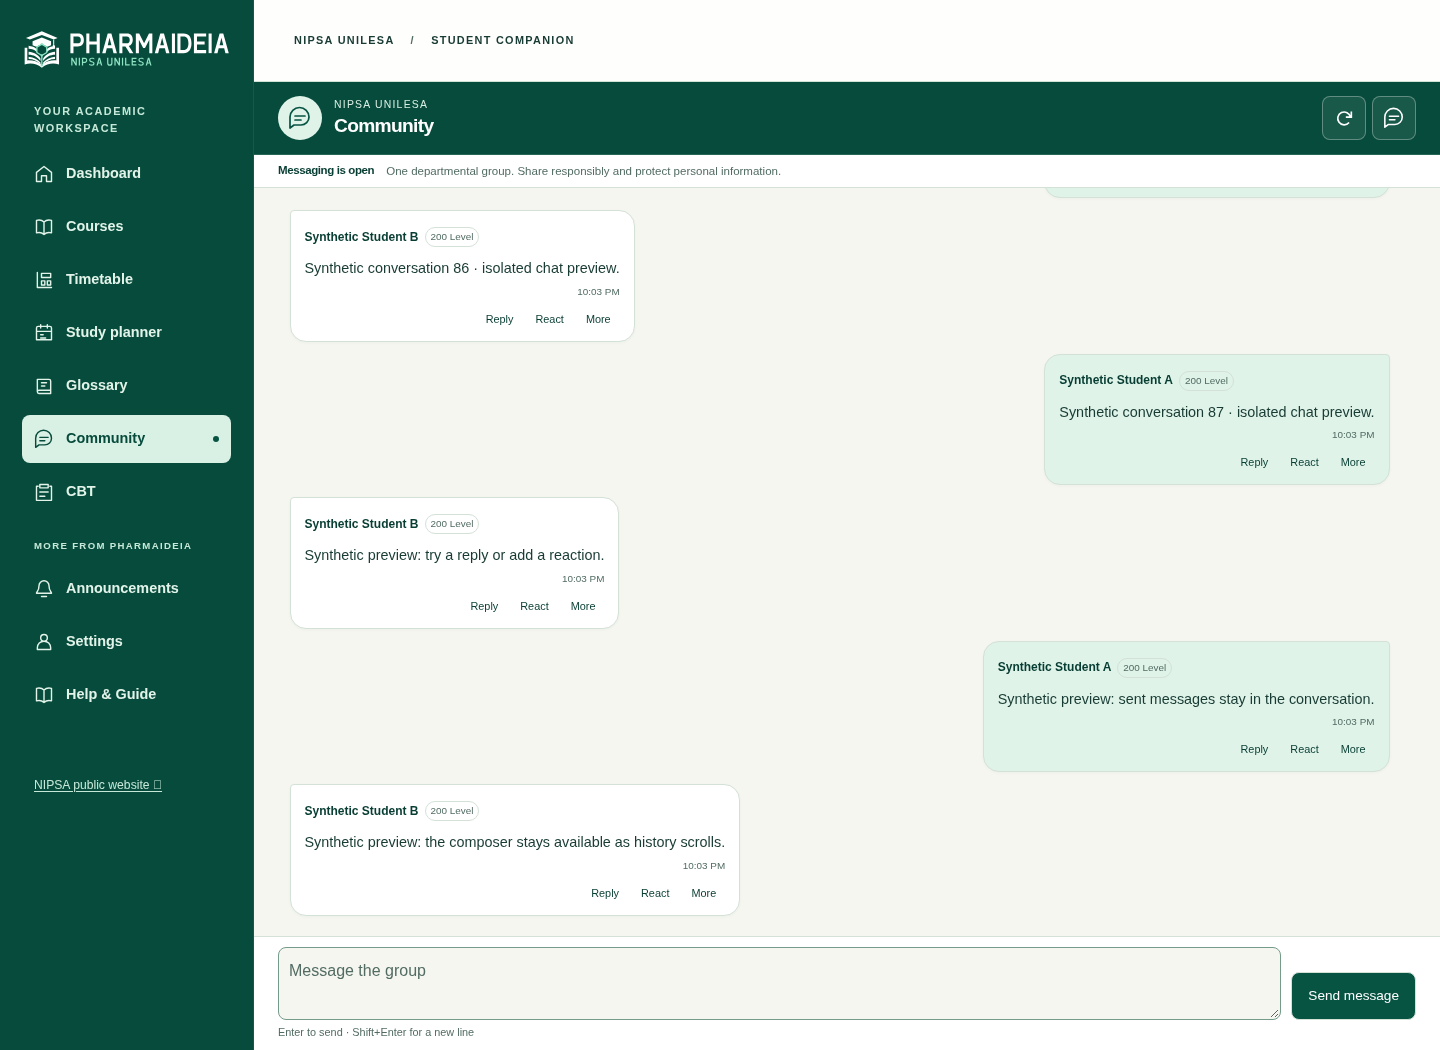 PHARMAIDEIA
NIPSA UNILESA
YOUR ACADEMIC
WORKSPACE
Dashboard
Courses
Timetable
Study planner
Glossary
Community
CBT
MORE FROM PHARMAIDEIA
Announcements
Settings
Help & Guide
NIPSA public website
NIPSA UNILESA / STUDENT COMPANION
NIPSA UNILESA
Community
Messaging is open One departmental group. Share responsibly and protect personal information.
Synthetic Student B 200 Level
Synthetic conversation 86 · isolated chat preview.
10:03 PM
Reply React More
Synthetic Student A 200 Level
Synthetic conversation 87 · isolated chat preview.
10:03 PM
Reply React More
Synthetic Student B 200 Level
Synthetic preview: try a reply or add a reaction.
10:03 PM
Reply React More
Synthetic Student A 200 Level
Synthetic preview: sent messages stay in the conversation.
10:03 PM
Reply React More
Synthetic Student B 200 Level
Synthetic preview: the composer stays available as history scrolls.
10:03 PM
Reply React More
Message the group
Send message
Enter to send · Shift+Enter for a new line